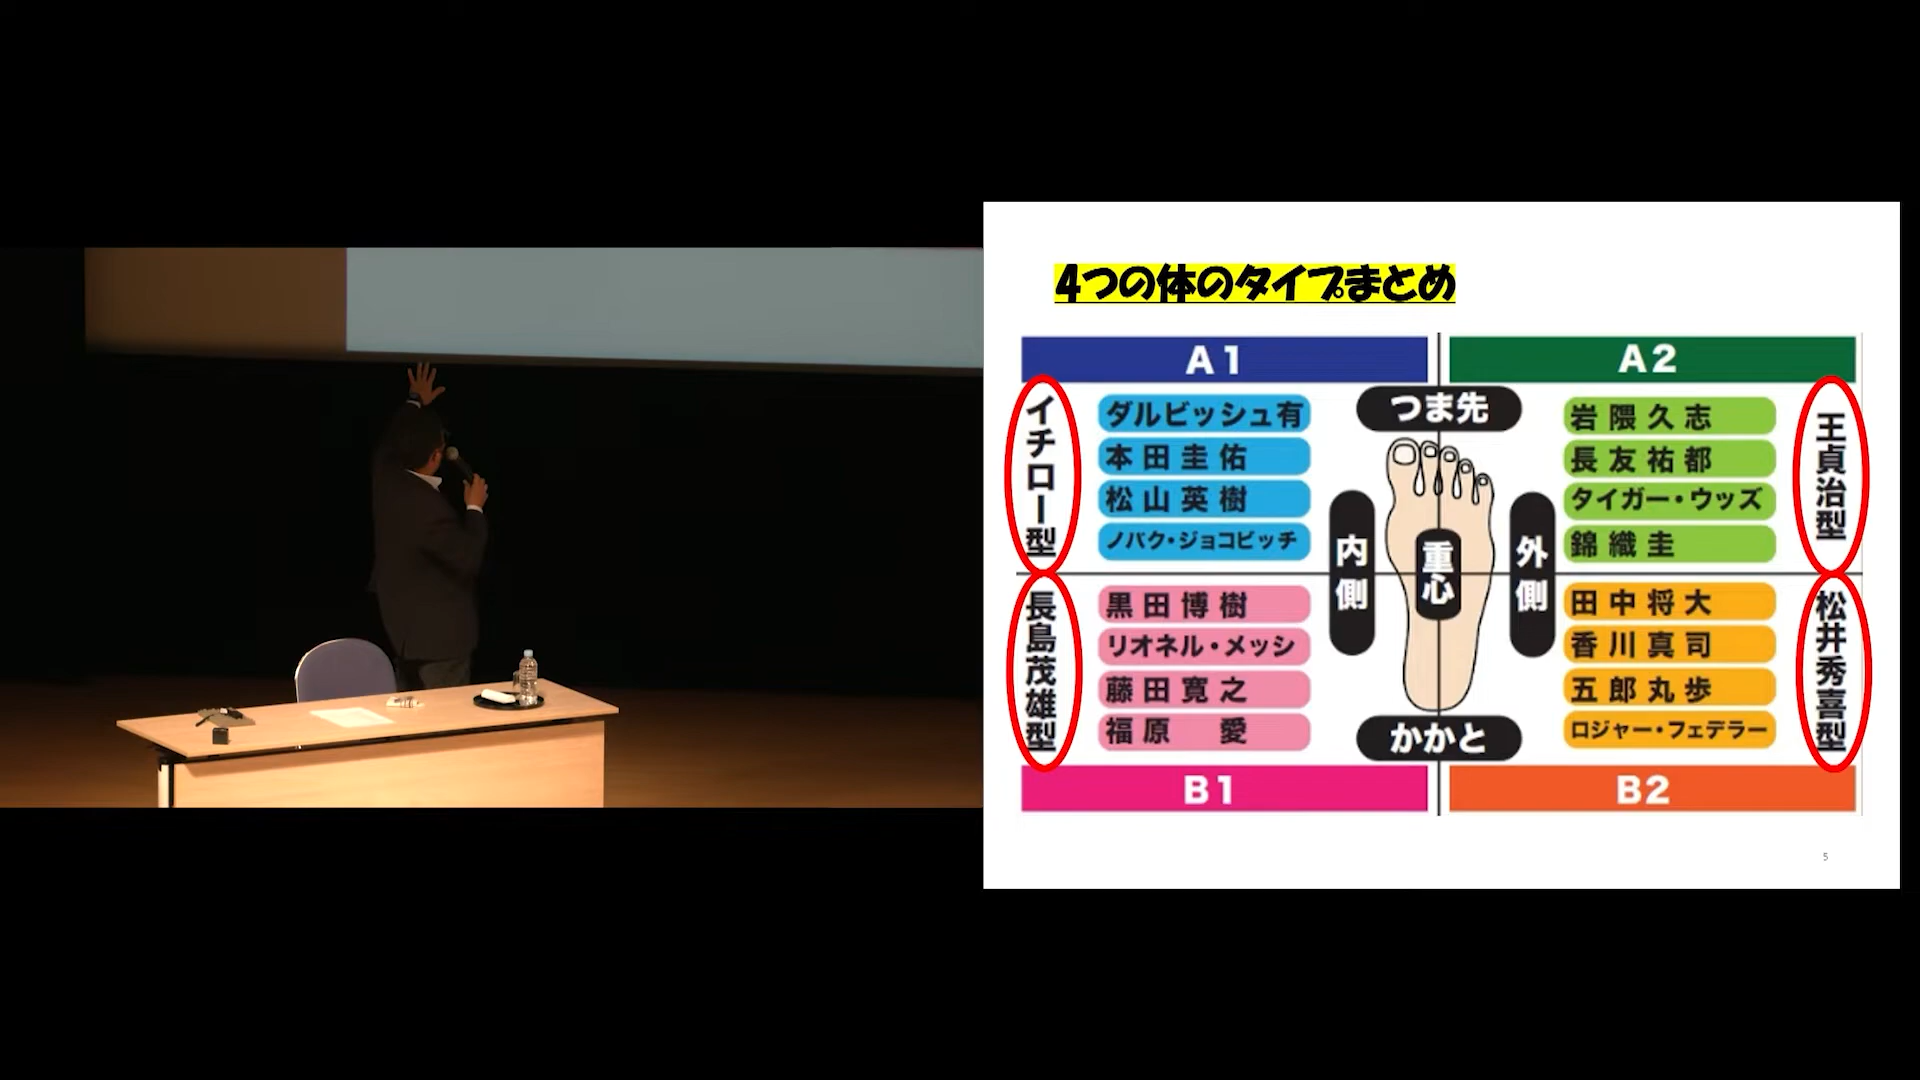 4つの体のタイプまとめ
A1
A2
イチロー型
ダルビッシュ有
本田圭佑
松山英樹
ノバク・ジョコビッチ
つま先
岩隈久志
長友祐都
タイガー・ウッズ
錦織圭
王貞治型
内側
重心
外側
長島茂雄型
黒田博樹
リオネル・メッシ
藤田寛之
福原 愛
かかと
田中将大
香川真司
五郎丸歩
ロジャー・フェデラー
松井秀喜型
B1
B2
5